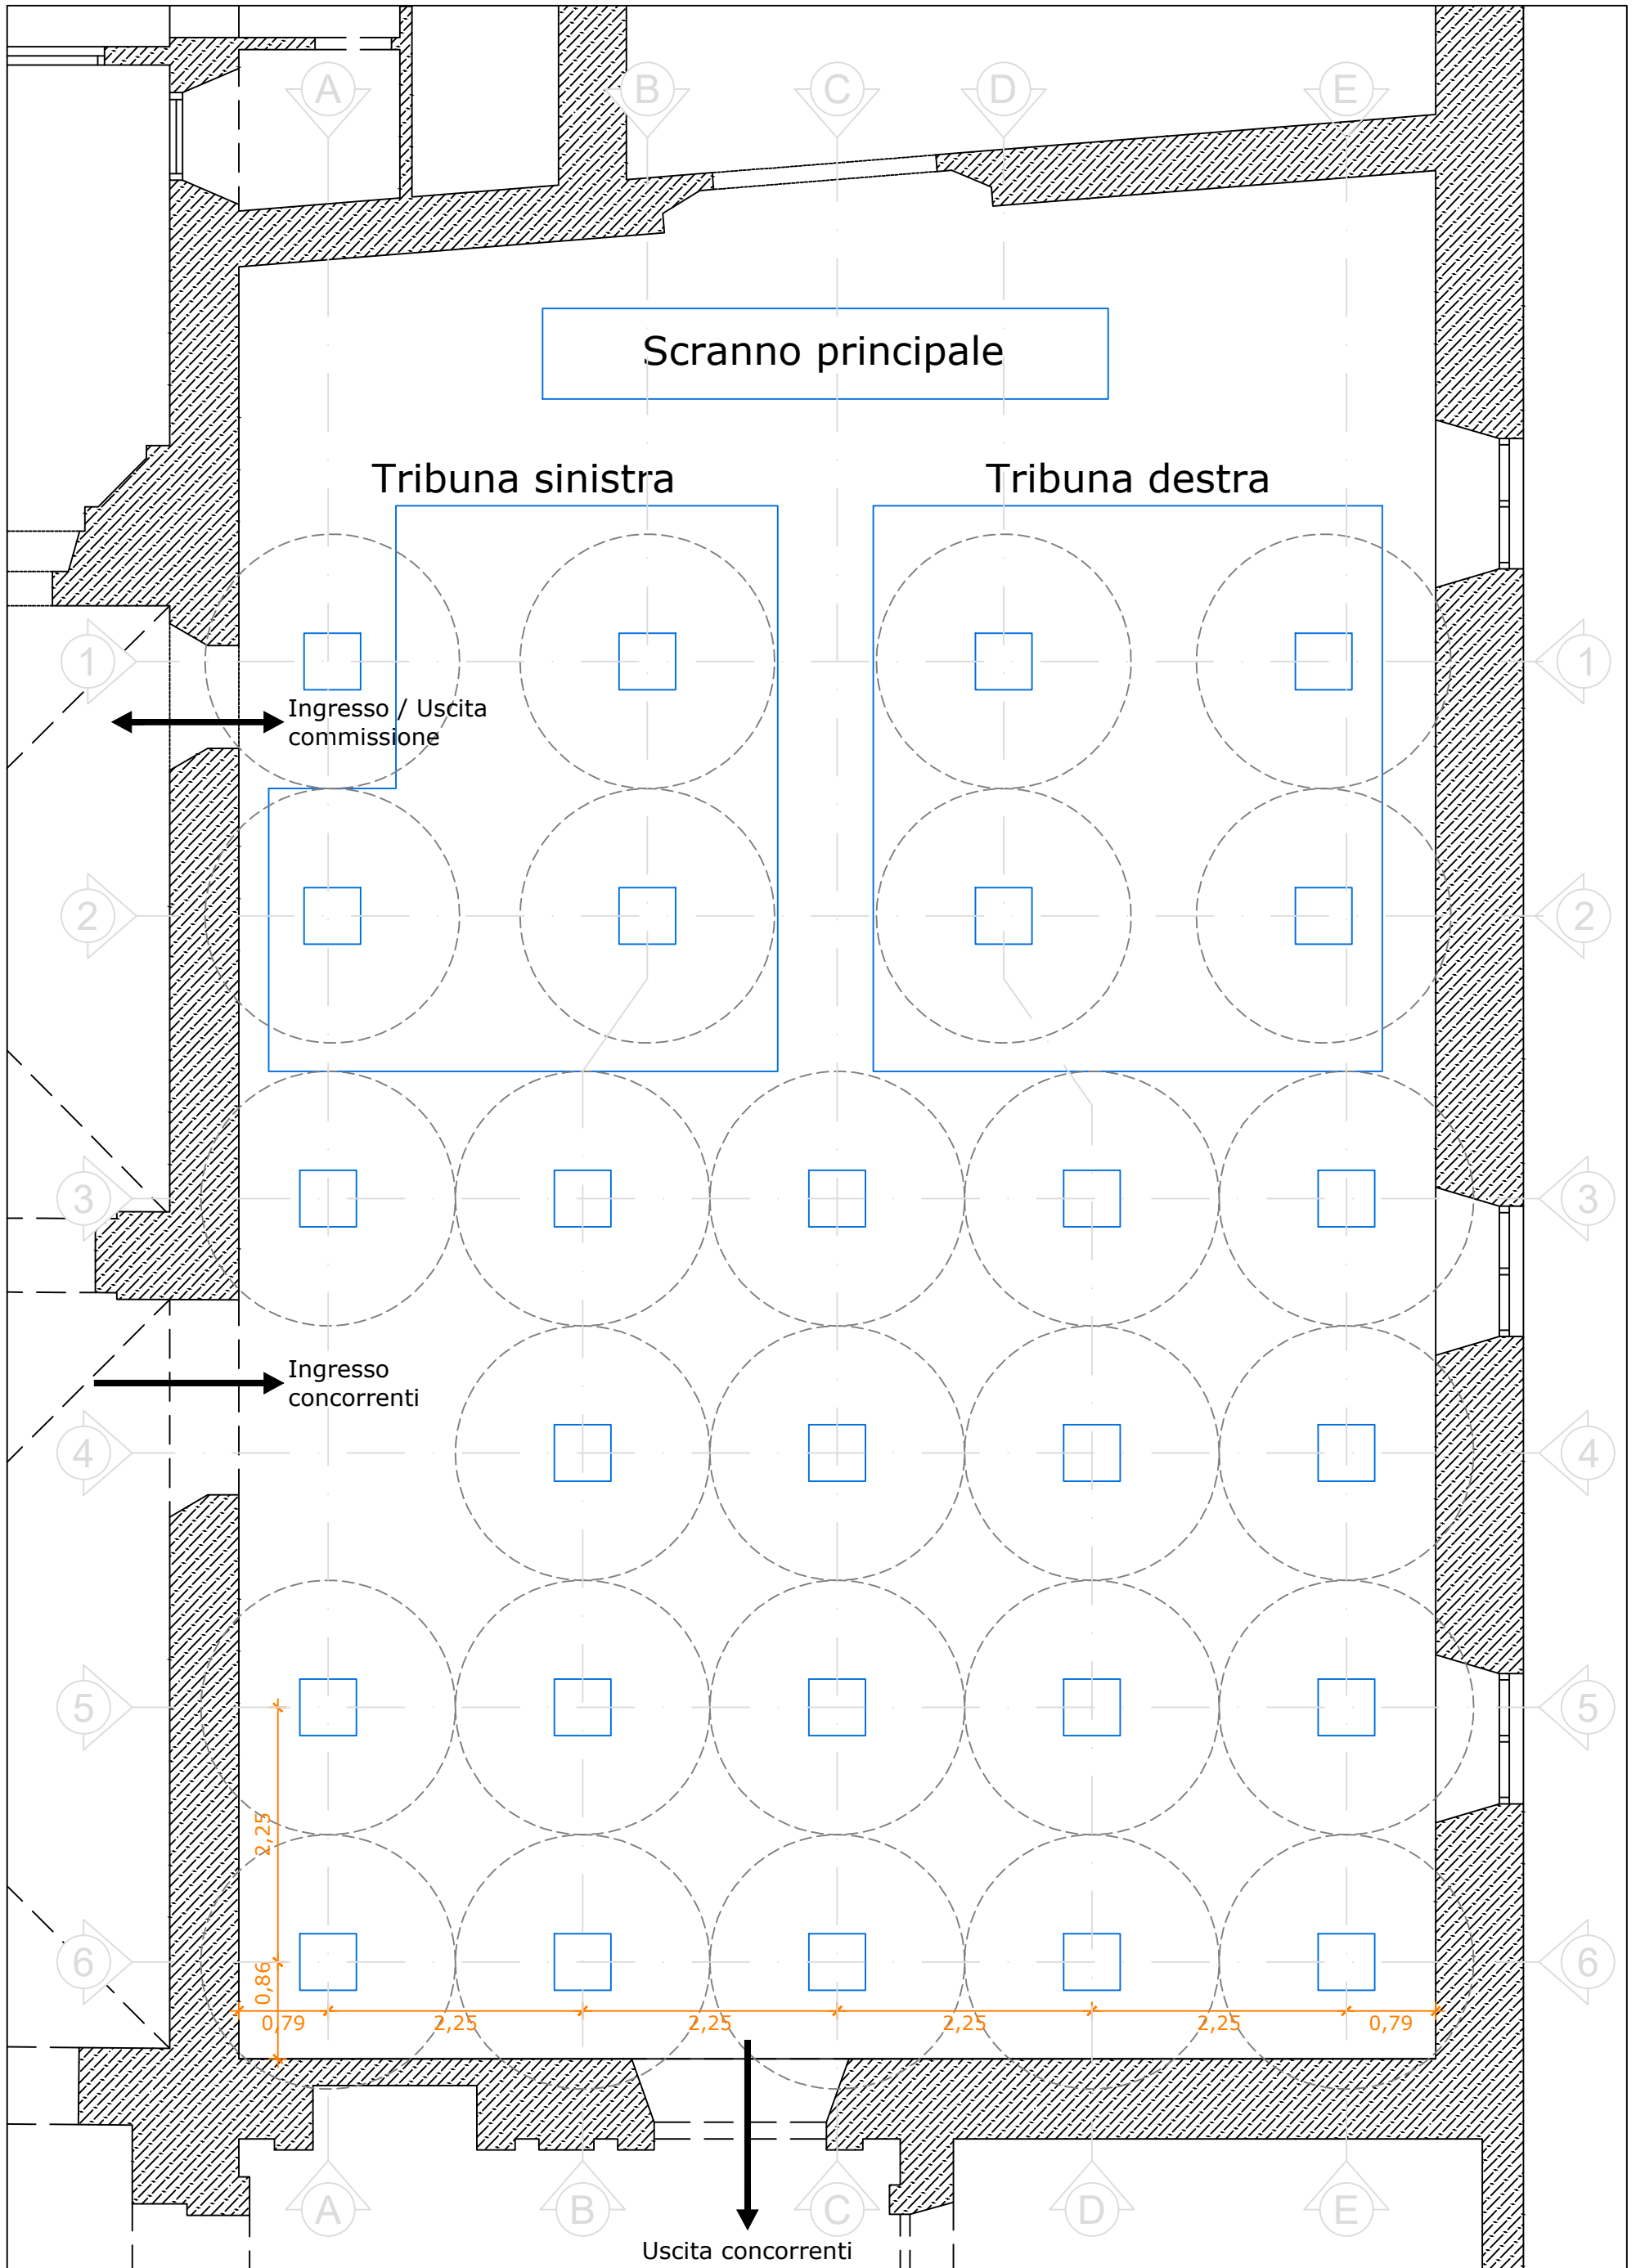 A
B
C
D
E
Scranno principale
Tribuna sinistra
Tribuna destra
1
1
Ingresso / Uscita
commissione
2
2
3
3
Ingresso
concorrenti
4
4
5
5
2,25
6
6
0,86
0,79
2,25
2,25
2,25
2,25
0,79
A
B
C
D
E
Uscita concorrenti